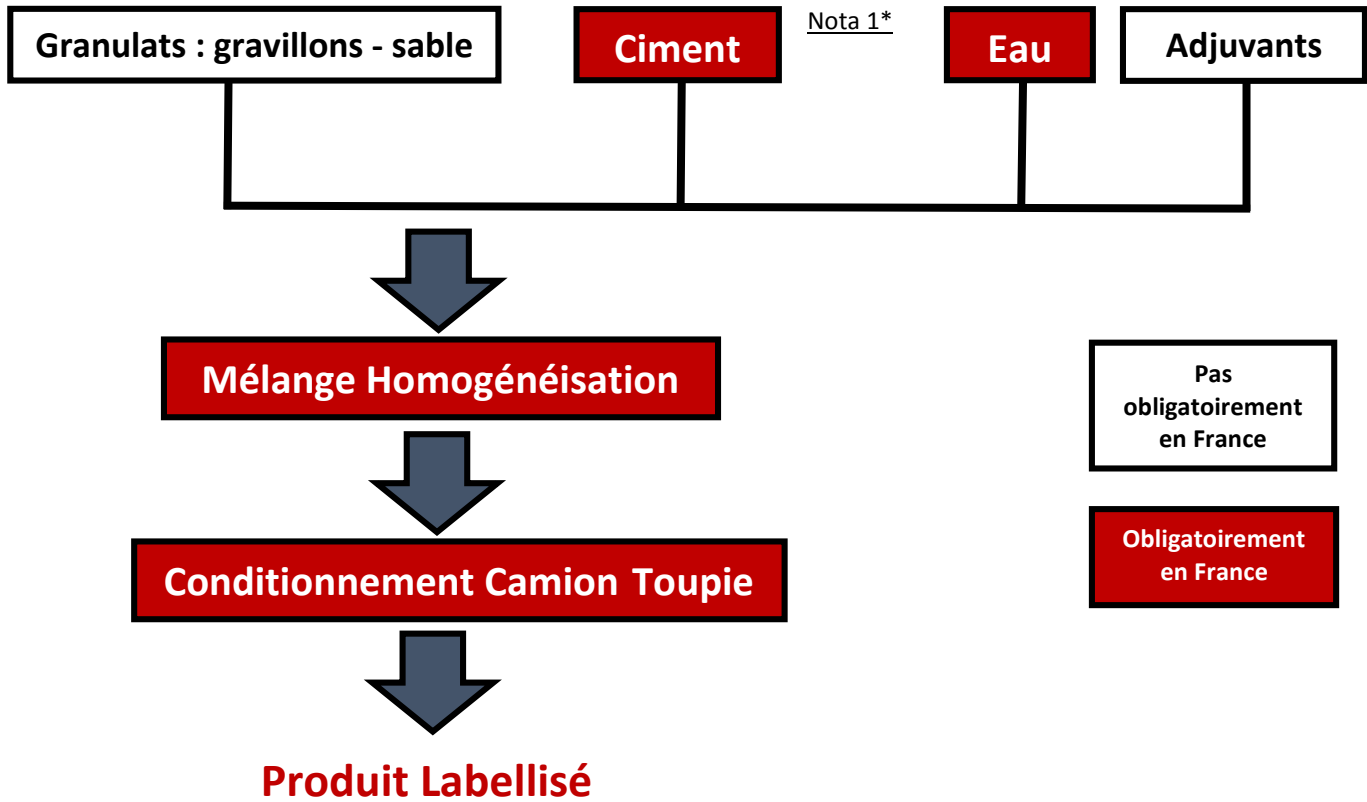 Granulats : gravillons - sable
Ciment
Nota 1*
Eau
Adjuvants
Mélange Homogénéisation
Pas
obligatoirement
en France
Conditionnement Camion Toupie
Obligatoirement
en France
Produit Labellisé